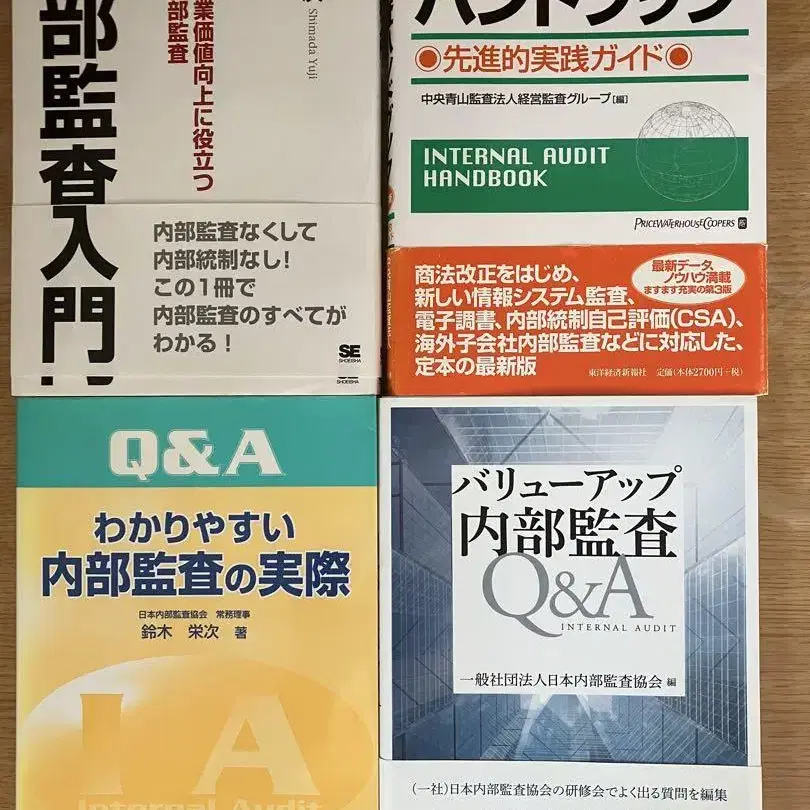 部監査入門
業価値向上に役立つ
部監査
Shimada Yuji
内部監査なくして
内部統制なし!
この1冊で
内部監査のすべてが
わかる!
SE
SHOEISHA
SHOEISHA
ハンドブック
●先進的実践ガイド●
中央青山監査法人経営監査グループ[編]
INTERNAL AUDIT
HANDBOOK
PRICEWATERHOUSECOOPERS
商法改正をはじめ、
新しい情報システム監査、
電子調書、内部統制自己評価(CSA)、
海外子会社内部監査などに対応した、
定本の最新版
最新データ、
ノウハウ満載
ますます充実の第3版
東洋経済新報社 定価(本体2700円+税)
Q&A
わかりやすい
内部監査の実際
日本内部監査協会 常務理事
鈴木 栄次 著
IA
Internal Audit
バリューアップ
内部監査
Q&A
INTERNAL AUDIT
一般社団法人日本内部監査協会 編
(一社)日本内部監査協会の研修会でよく出る質問を編集